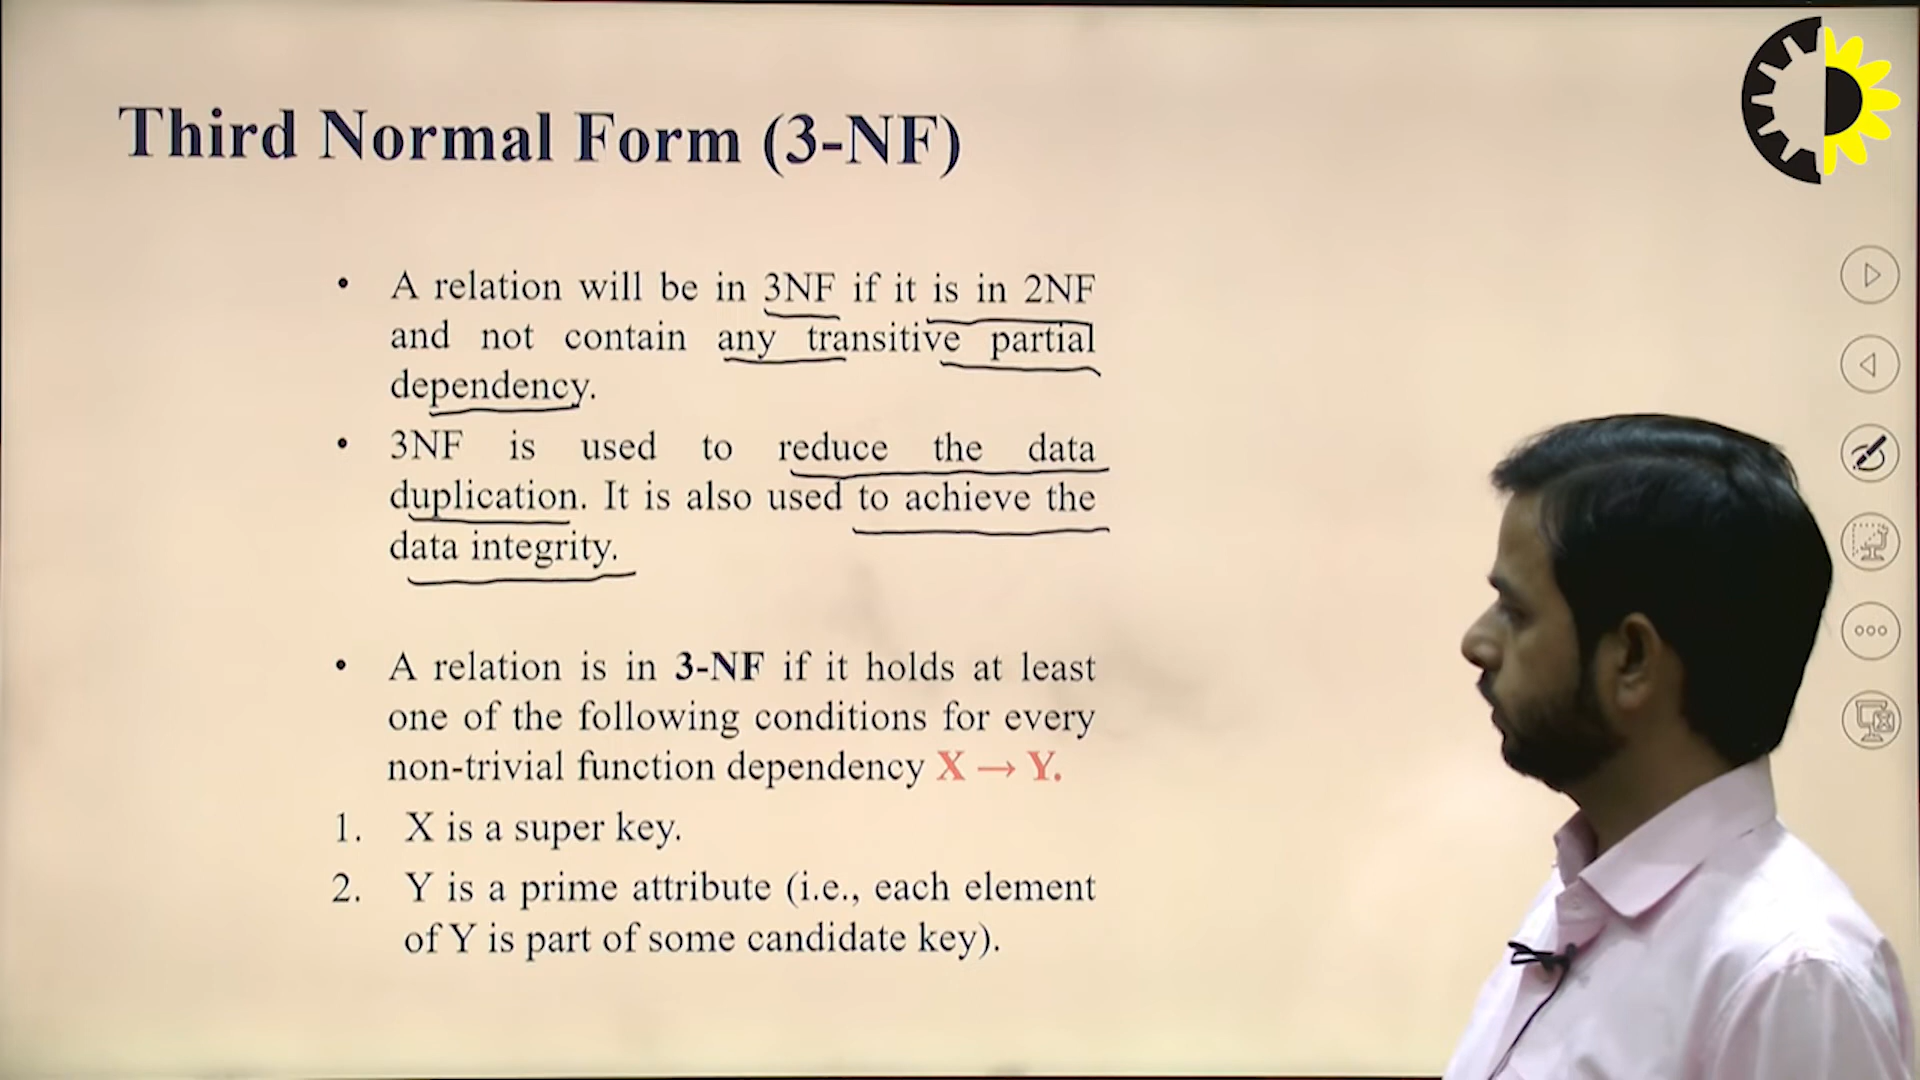 Third Normal Form (3-NF)
• A relation will be in 3NF if it is in 2NF
and not contain any transitive partial
dependency.
• 3NF is used to reduce the data
duplication. It is also used to achieve the
data integrity.
• A relation is in 3-NF if it holds at least
one of the following conditions for every
non-trivial function dependency X → Y.
1. X is a super key.
2. Y is a prime attribute (i.e., each element
of Y is part of some candidate key).